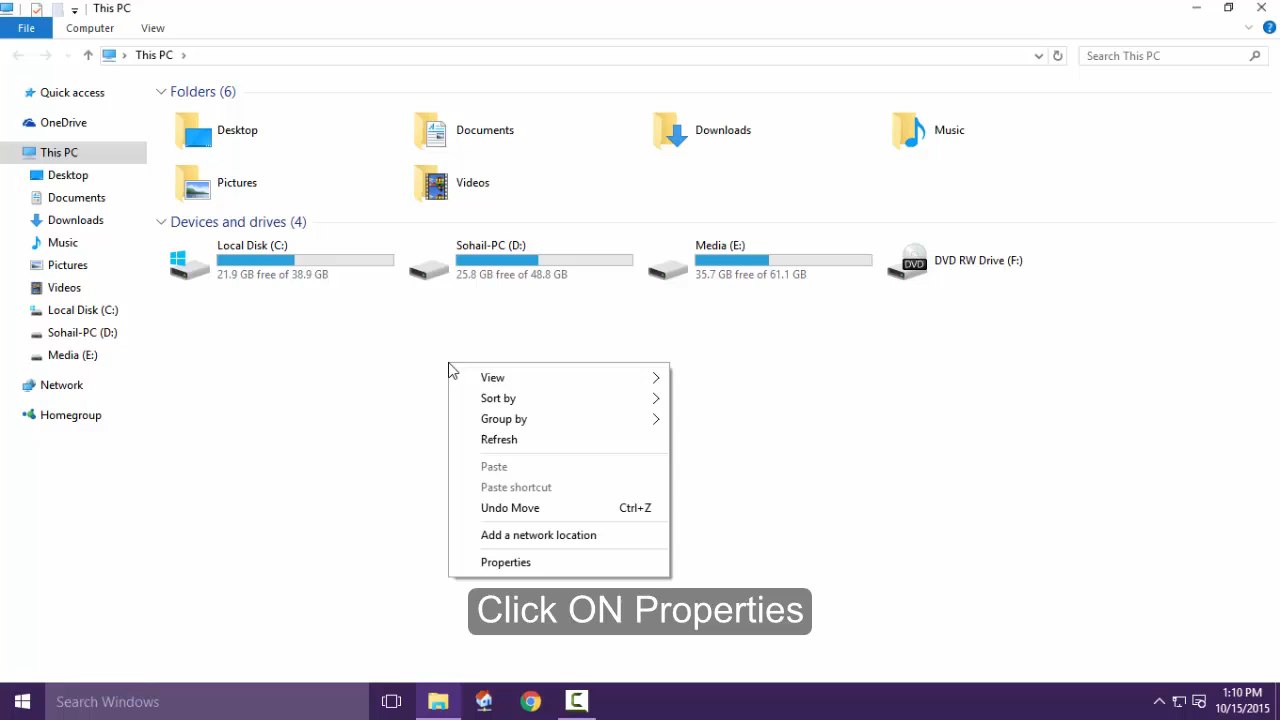 This PC
File Computer View
This PC Search This PC
Quick access
OneDrive
This PC
Desktop
Documents
Downloads
Music
Pictures
Videos
Local Disk (C:)
Sohail-PC (D:)
Media (E:)
Network
Homegroup
Folders (6)
Desktop Documents Downloads Music
Pictures Videos
Devices and drives (4)
Local Disk (C:)
21.9 GB free of 38.9 GB
Sohail-PC (D:)
25.8 GB free of 48.8 GB
Media (E:)
35.7 GB free of 61.1 GB
DVD
DVD RW Drive (F:)
View
Sort by
Group by
Refresh
Paste
Paste shortcut
Undo Move Ctrl+Z
Add a network location
Properties
Click ON Properties
Search Windows
1:10 PM
10/15/2015